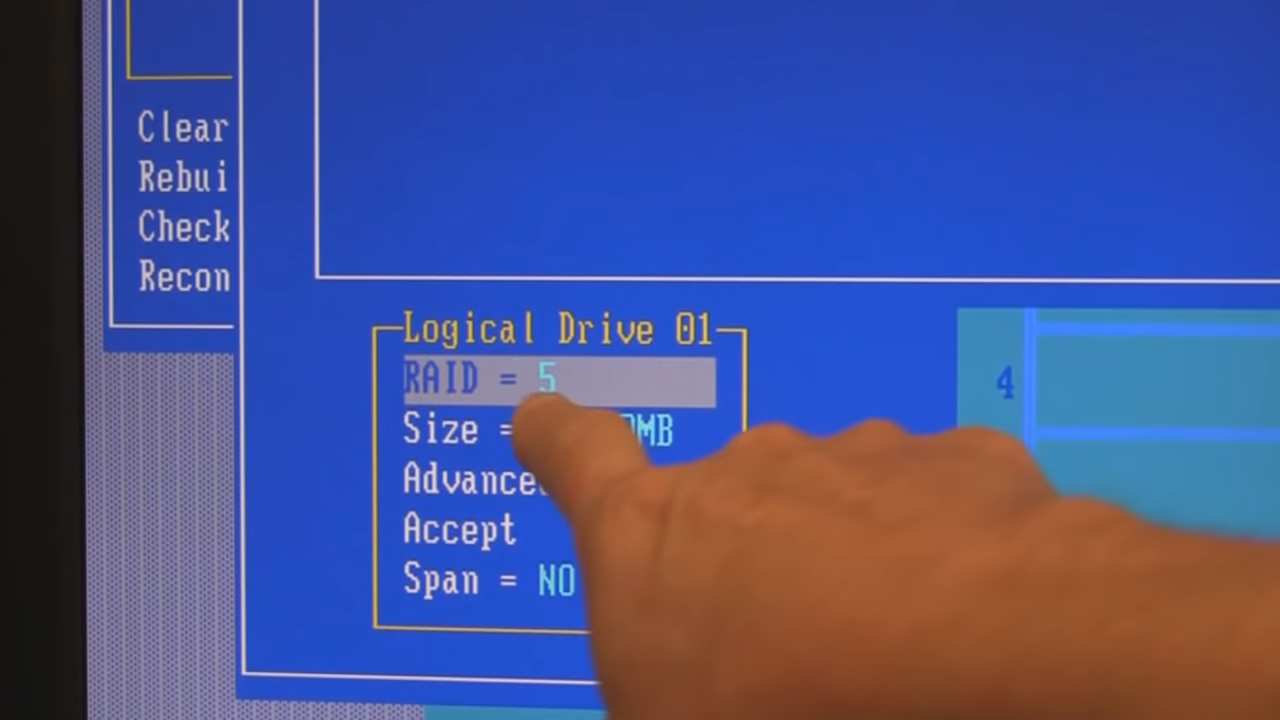 Clear
Rebui
Check
Recon
Logical Drive 01
RAID = 5
Size = MB
Advance
Accept
Span = NO
4